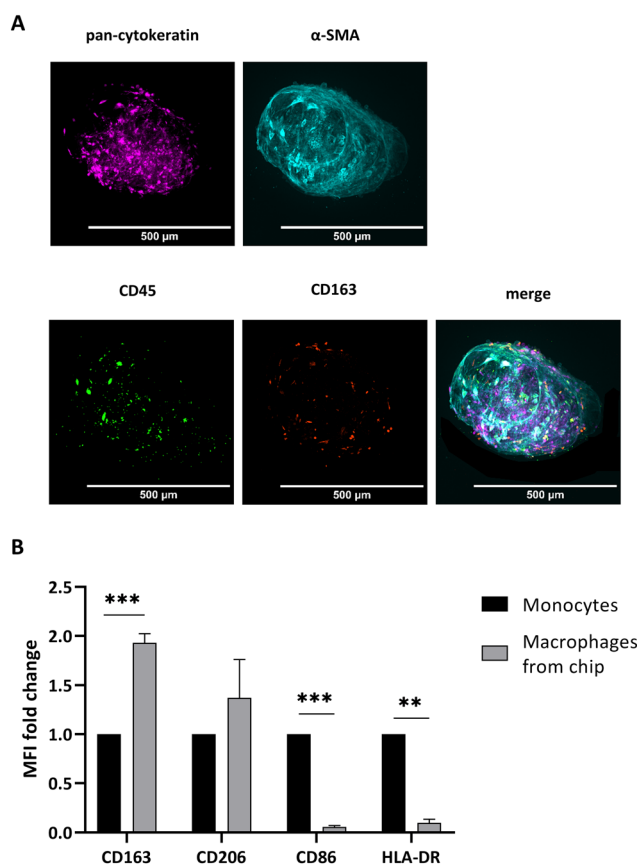 A
pan-cytokeratin
α-SMA
500 µm
500 µm
CD45
CD163
merge
500 µm
500 µm
500 µm
B
MFI fold change
2.5
2.0
1.5
1.0
0.5
0.0
***
***
**
CD163
CD206
CD86
HLA-DR
Monocytes
Macrophages
from chip